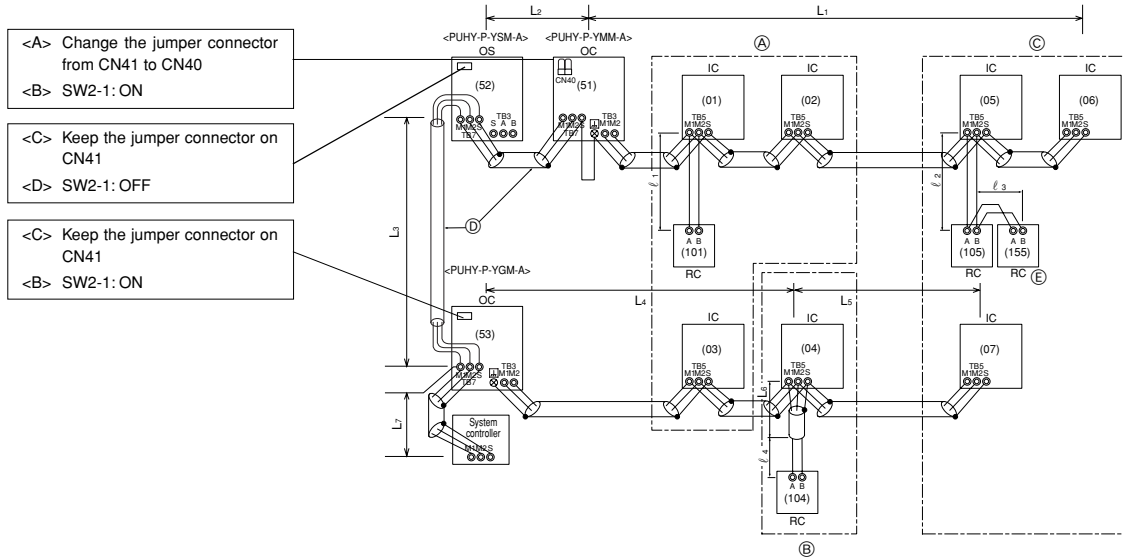 <A> Change the jumper connector
from CN41 to CN40
<B> SW2-1: ON
<C> Keep the jumper connector on
CN41
<D> SW2-1: OFF
<C> Keep the jumper connector on
CN41
<B> SW2-1: ON
L2
L1
<PUHY-P-YSM-A>
<PUHY-P-YMM-A>
OS
OC
A
C
(52)
CN40
(51)
IC
(01)
IC
(02)
IC
(05)
IC
(06)
M1M2S
TB7
TB3
S A B
M1M2S
TB7
TB3
M1M2
TB5
M1M2S
TB5
M1M2S
TB5
M1M2S
TB5
M1M2S
ℓ1
ℓ2
ℓ3
L3
D
A B
(101)
RC
A B
(105)
RC
A B
(155)
RC
E
<PUHY-P-YGM-A>
OC
L4
L5
(53)
IC
(03)
IC
(04)
IC
(07)
M1M2S
TB7
TB3
M1M2
TB5
M1M2S
TB5
M1M2S
TB5
M1M2S
L6
L7
System
controller
M1M2S
ℓ4
A B
(104)
RC
B